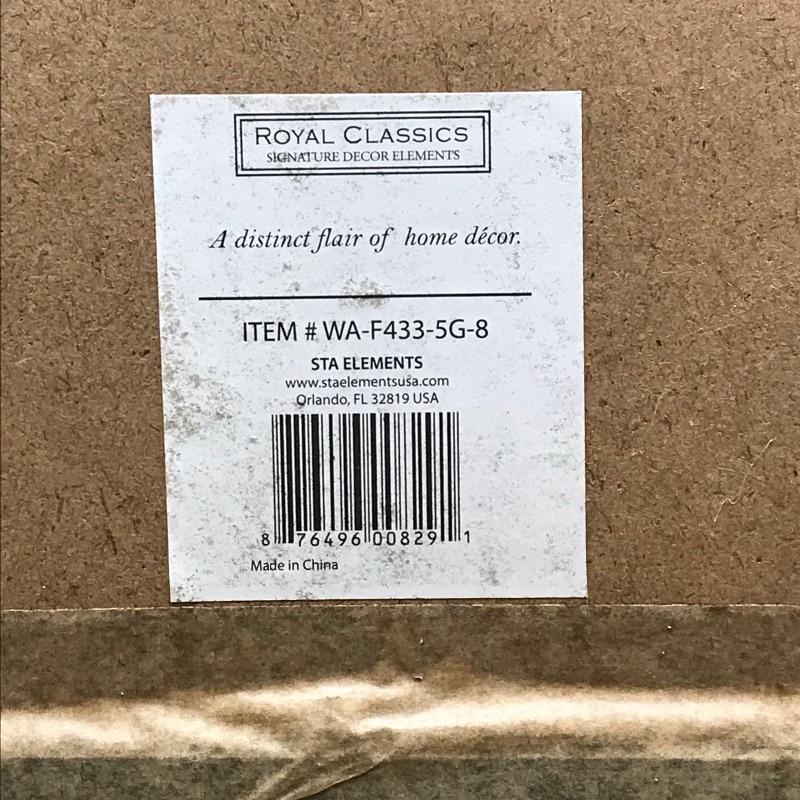 ROYAL CLASSICS
SIGNATURE DECOR ELEMENTS
A distinct flair of home décor.
ITEM # WA-F433-5G-8
STA ELEMENTS
www.staelementsusa.com
Orlando, FL 32819 USA
8 76496 00829 1
Made in China